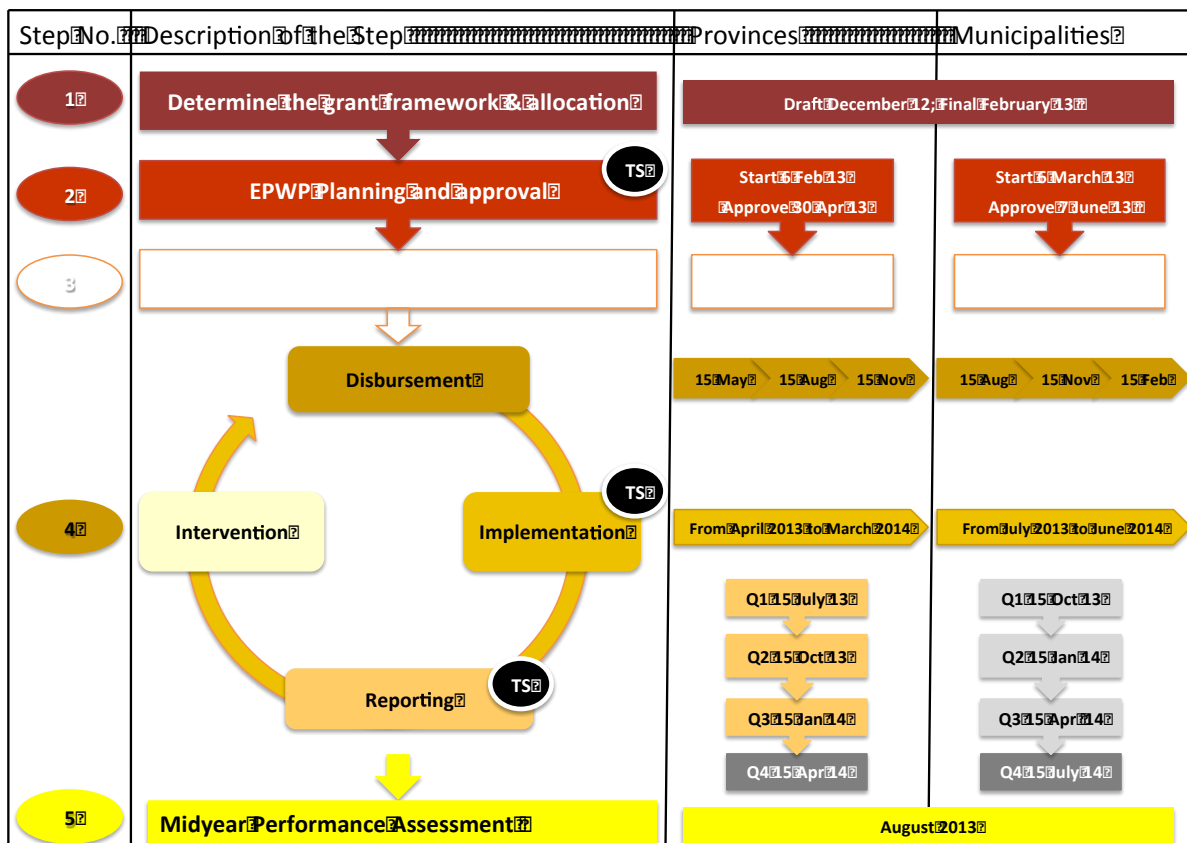 Step No. Description of the Step Provinces Municipalities
1 Determine the grant framework & allocation Draft December 12; Final February 13
TS
2 EPWP Planning and approval
Start 6 Feb 13
Approve 30 Apr 13
Start 6 March 13
Approve 7 June 13
3
Disbursement
15 May 15 Aug 15 Nov
15 Aug 15 Nov 15 Feb
TS
4
Intervention
Implementation
From April 2013 to March 2014
From July 2013 to June 2014
Reporting
TS
Q1 15 July 13
Q2 15 Oct 13
Q3 15 Jan 14
Q4 15 Apr 14
Q1 15 Oct 13
Q2 15 Jan 14
Q3 15 Apr 14
Q4 15 July 14
5 Midyear Performance Assessment August 2013